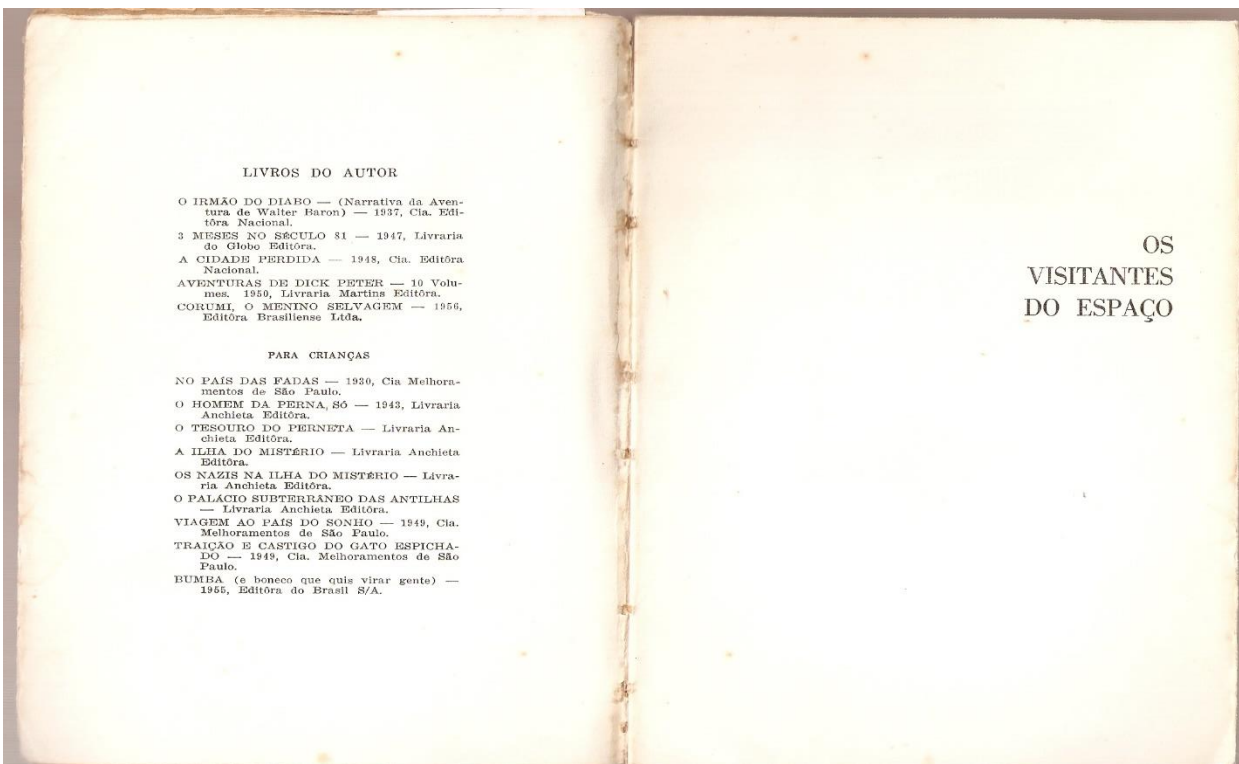 LIVROS DO AUTOR
O IRMÃO DO DIABO — (Narrativa da Aven-
tura de Walter Baron) — 1937, Cia. Edi-
tôra Nacional.
3 MESES NO SÉCULO 81 — 1947, Livraria
do Globo Editôra.
A CIDADE PERDIDA — 1948, Cia. Editôra
Nacional.
AVENTURAS DE DICK PETER — 10 Volu-
mes. 1950, Livraria Martins Editôra.
CORUMI, O MENINO SELVAGEM — 1956,
Editôra Brasiliense Ltda.
PARA CRIANÇAS
NO PAÍS DAS FADAS — 1930, Cia Melhora-
mentos de São Paulo.
O HOMEM DA PERNA, SÓ — 1943, Livraria
Anchieta Editôra.
O TESOURO DO PERNETA — Livraria An-
chieta Editôra.
A ILHA DO MISTÉRIO — Livraria Anchieta
Editôra.
OS NAZIS NA ILHA DO MISTÉRIO — Livra-
ria Anchieta Editôra.
O PALÁCIO SUBTERRÂNEO DAS ANTILHAS
— Livraria Anchieta Editôra.
VIAGEM AO PAÍS DO SONHO — 1949, Cia.
Melhoramentos de São Paulo.
TRAIÇÃO E CASTIGO DO GATO ESPICHA-
DO — 1949, Cia. Melhoramentos de São
Paulo.
BUMBA (e boneco que quis virar gente) —
1955, Editôra do Brasil S/A.
OS
VISITANTES
DO ESPAÇO